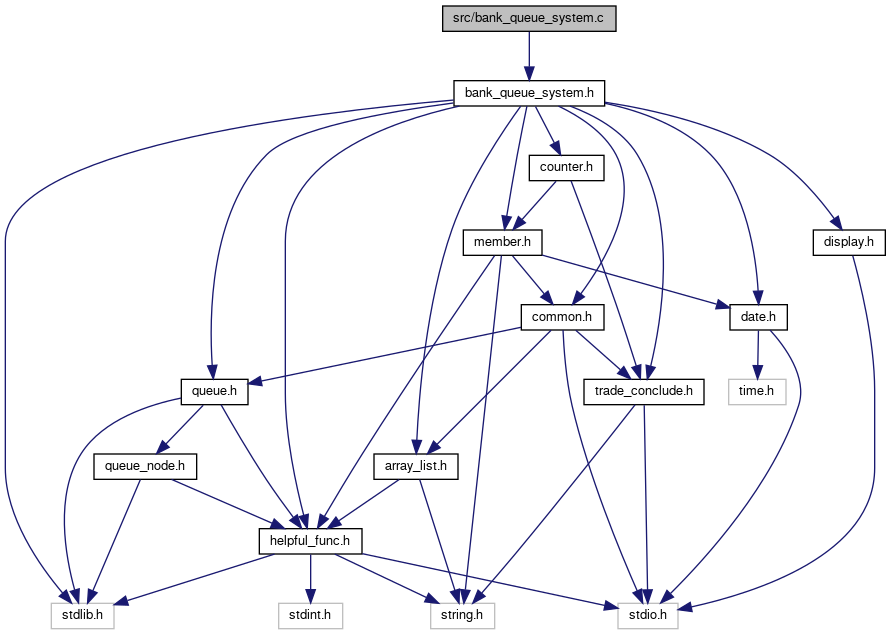 src/bank_queue_system.c
bank_queue_system.h
counter.h
member.h
display.h
common.h
date.h
queue.h
trade_conclude.h
time.h
queue_node.h
array_list.h
helpful_func.h
stdlib.h
stdint.h
string.h
stdio.h